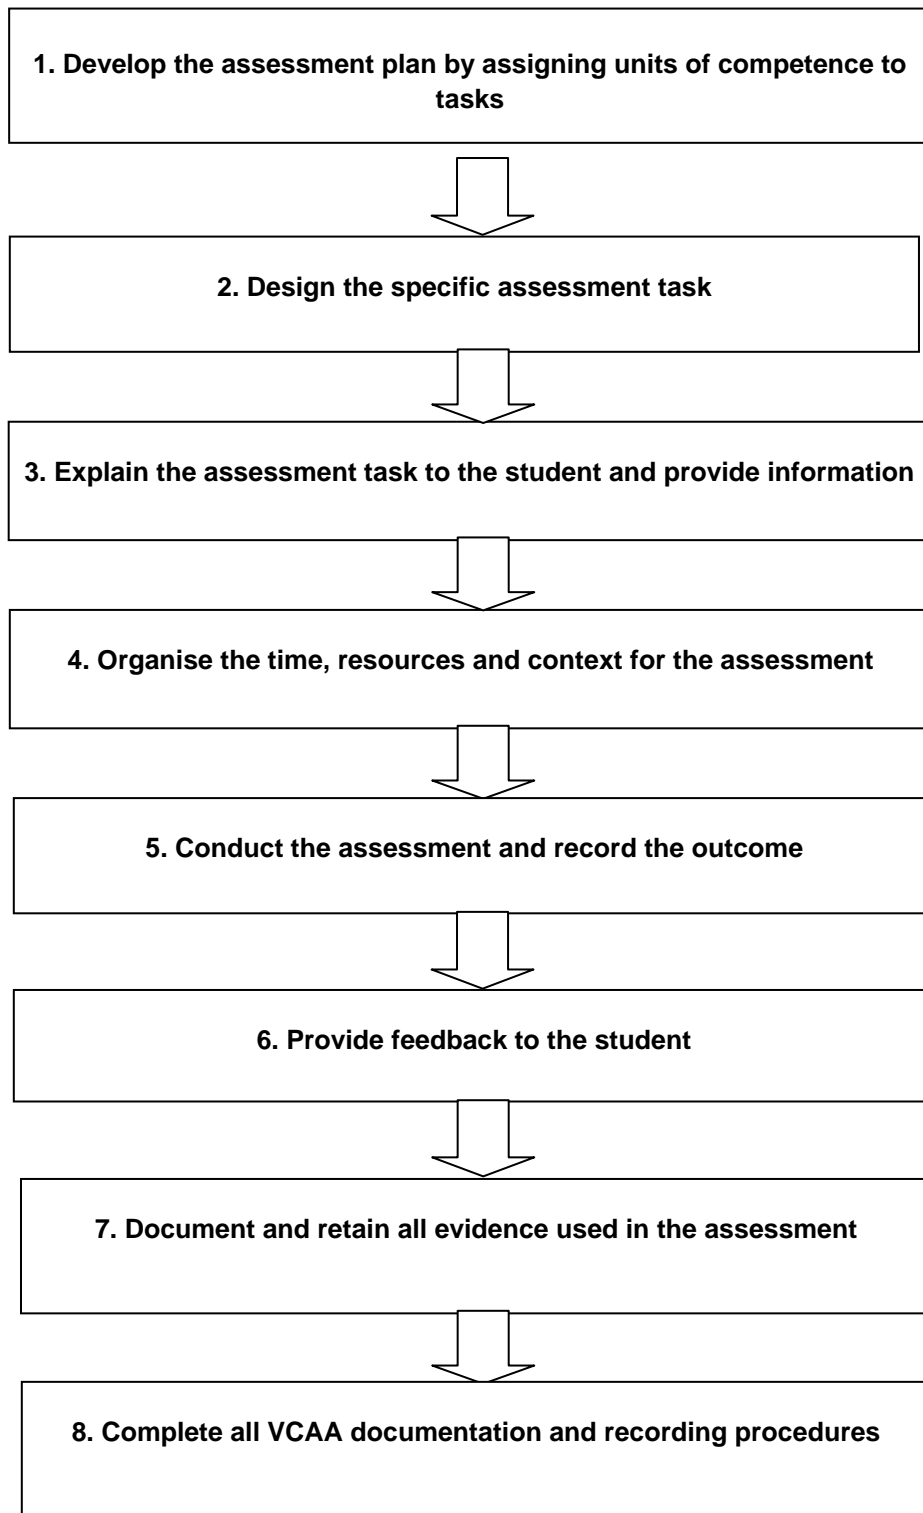 1. Develop the assessment plan by assigning units of competence to
tasks
2. Design the specific assessment task
3. Explain the assessment task to the student and provide information
4. Organise the time, resources and context for the assessment
5. Conduct the assessment and record the outcome
6. Provide feedback to the student
7. Document and retain all evidence used in the assessment
8. Complete all VCAA documentation and recording procedures